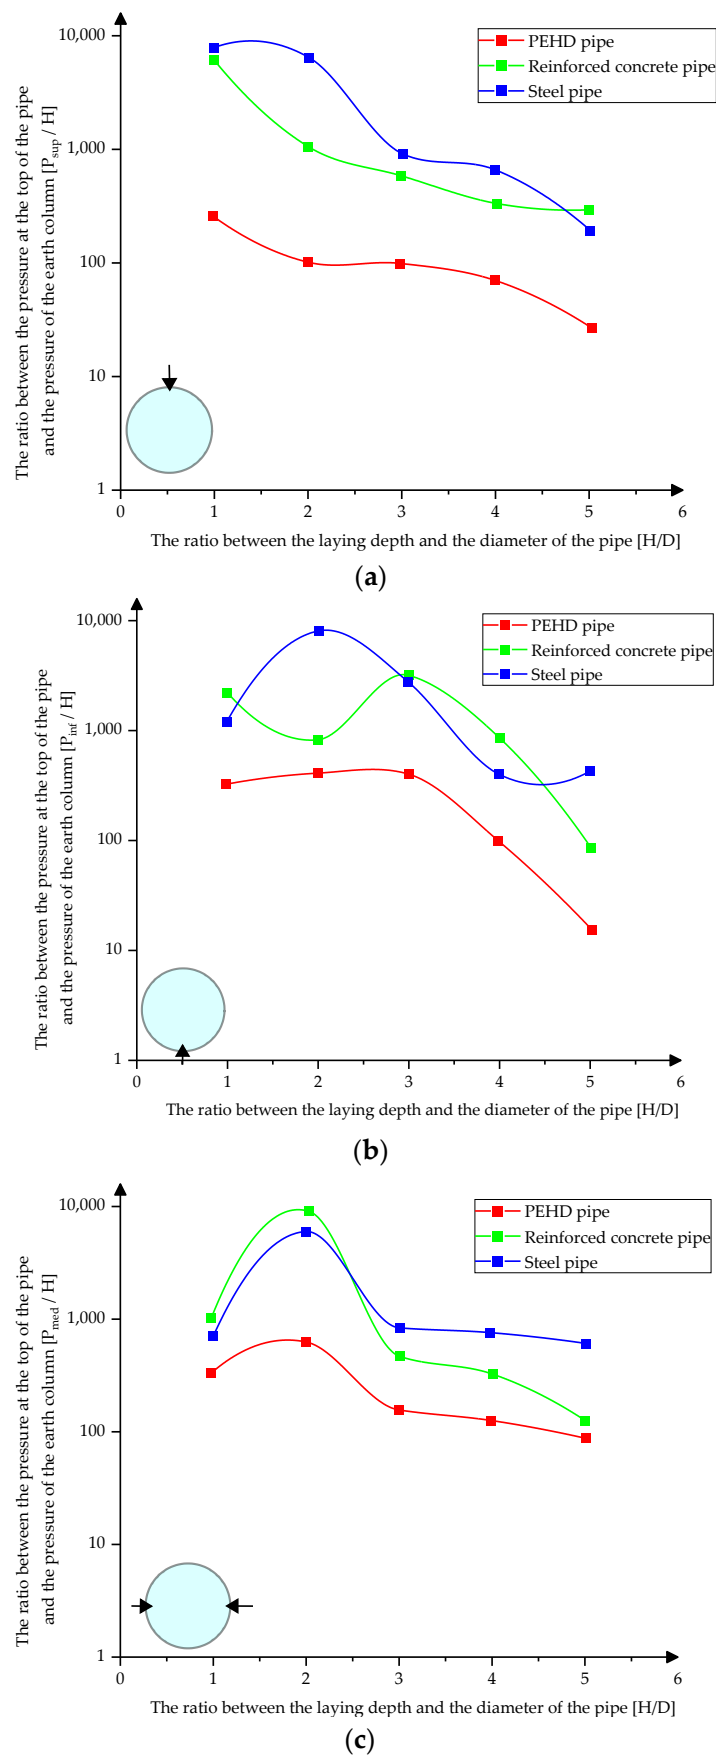 10,000
1,000
100
10
1
0 1 2 3 4 5 6
The ratio between the pressure at the top of the pipe
and the pressure of the earth column [Psup / H]
PEHD pipe
Reinforced concrete pipe
Steel pipe
The ratio between the laying depth and the diameter of the pipe [H/D]
(a)
10,000
1,000
100
10
1
0 1 2 3 4 5 6
The ratio between the pressure at the top of the pipe
and the pressure of the earth column [Pinf / H]
PEHD pipe
Reinforced concrete pipe
Steel pipe
The ratio between the laying depth and the diameter of the pipe [H/D]
(b)
10,000
1,000
100
10
1
0 1 2 3 4 5 6
The ratio between the pressure at the top of the pipe
and the pressure of the earth column [Pmed / H]
PEHD pipe
Reinforced concrete pipe
Steel pipe
The ratio between the laying depth and the diameter of the pipe [H/D]
(c)